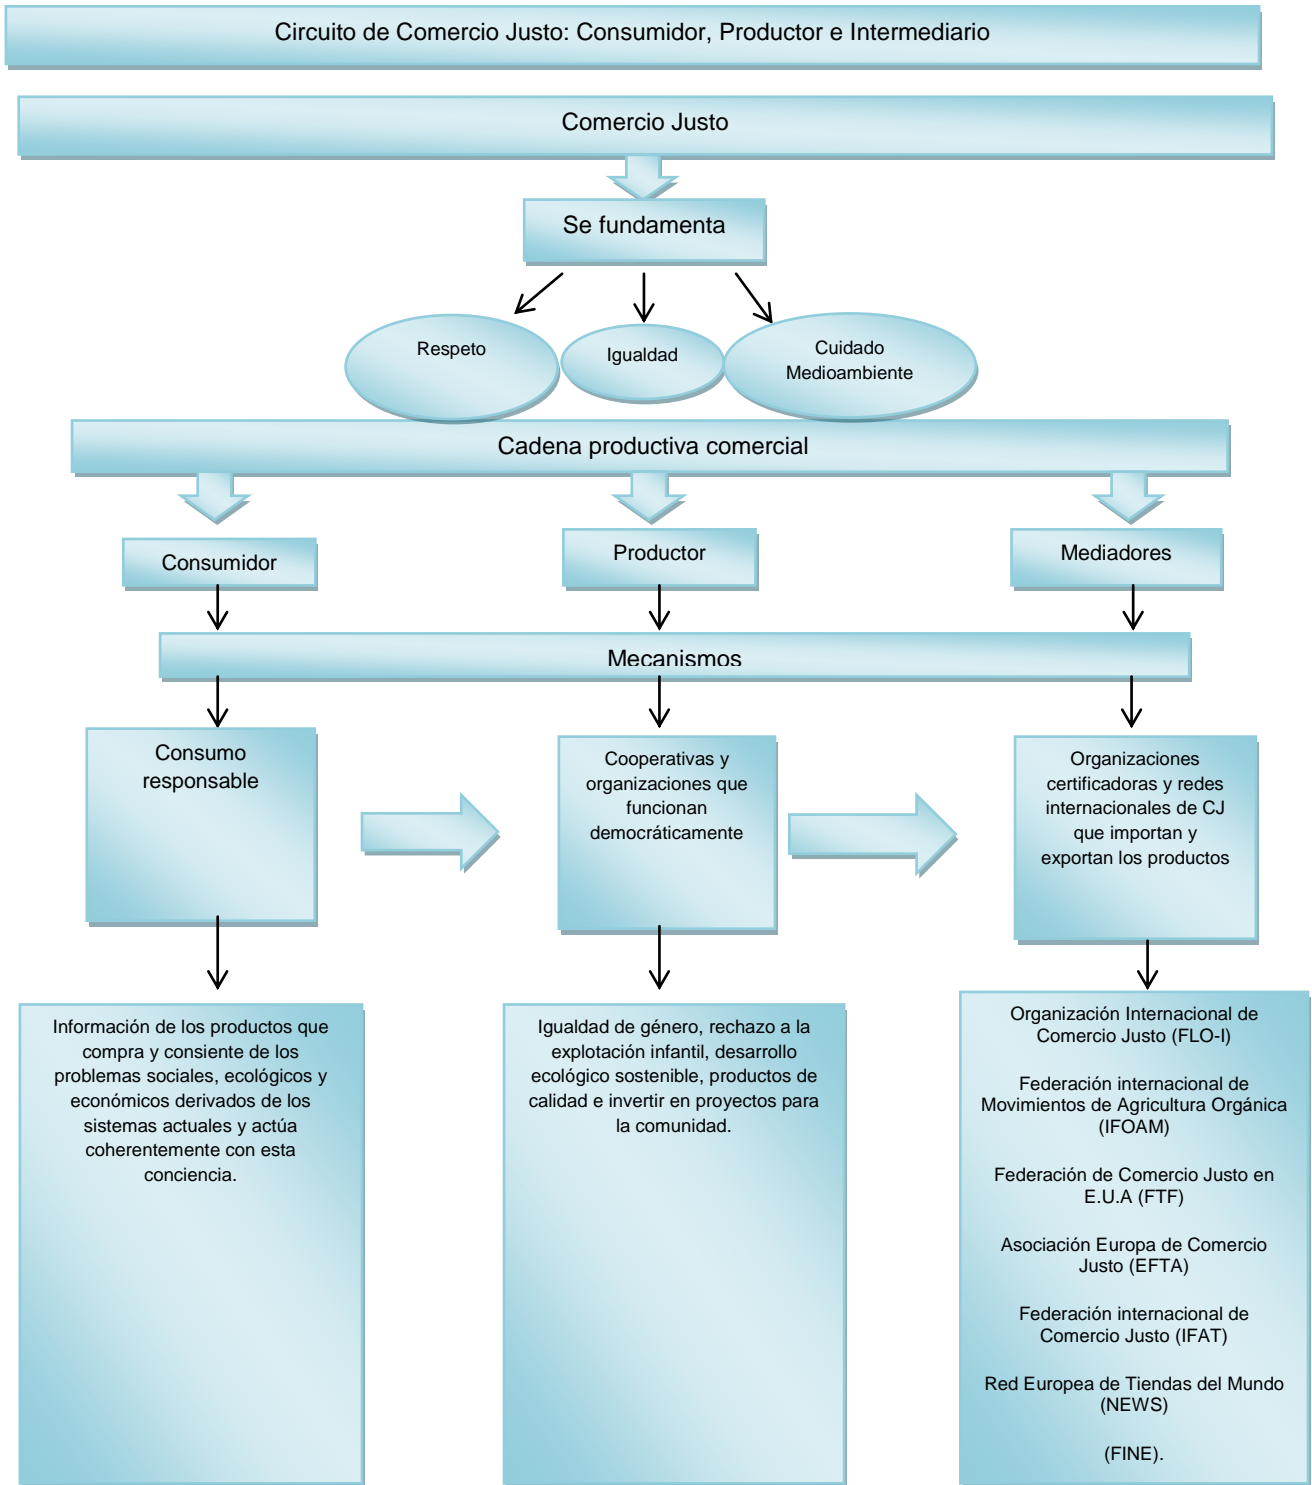 Circuito de Comercio Justo: Consumidor, Productor e Intermediario
Comercio Justo
Se fundamenta
Respeto
Igualdad
Cuidado
Medioambiente
Cadena productiva comercial
Consumidor
Productor
Mediadores
Mecanismos
Consumo
responsable
Cooperativas y
organizaciones que
funcionan
democráticamente
Organizaciones
certificadoras y redes
internacionales de CJ
que importan y
exportan los productos
Información de los productos que
compra y consiente de los
problemas sociales, ecológicos y
económicos derivados de los
sistemas actuales y actúa
coherentemente con esta
conciencia.
Igualdad de género, rechazo a la
explotación infantil, desarrollo
ecológico sostenible, productos de
calidad e invertir en proyectos para
la comunidad.
Organización Internacional de
Comercio Justo (FLO-I)
Federación internacional de
Movimientos de Agricultura Orgánica
(IFOAM)
Federación de Comercio Justo en
E.U.A (FTF)
Asociación Europa de Comercio
Justo (EFTA)
Federación internacional de
Comercio Justo (IFAT)
Red Europea de Tiendas del Mundo
(NEWS)
(FINE).